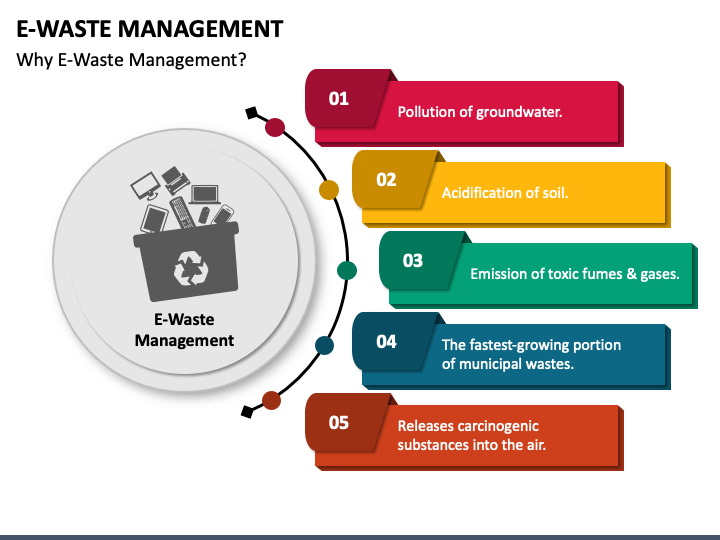 E-WASTE MANAGEMENT
Why E-Waste Management?
01
Pollution of groundwater.
02
Acidification of soil.
03
Emission of toxic fumes & gases.
04
The fastest-growing portion
of municipal wastes.
05
Releases carcinogenic
substances into the air.
E-Waste
Management